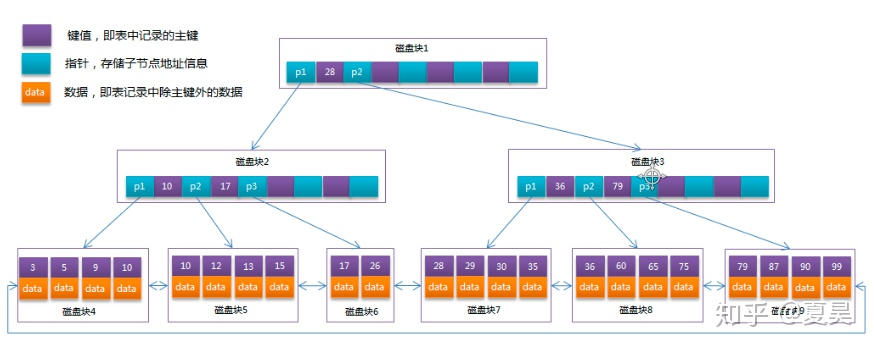 键值，即表中记录的主键
指针，存储子节点地址信息
data 数据，即表记录中除主键外的数据
磁盘块1
p1 28 p2
磁盘块2
p1 10 p2 17 p3
磁盘块3
p1 36 p2 79 p3
3 5 9 10
data data data data
磁盘块4
10 12 13 15
data data data data
磁盘块5
17 26
data data
磁盘块6
28 29 30 35
data data data data
磁盘块7
36 60 65 75
data data data data
磁盘块8
79 87 90 99
data data data data
磁盘块9
知乎 @夏昊